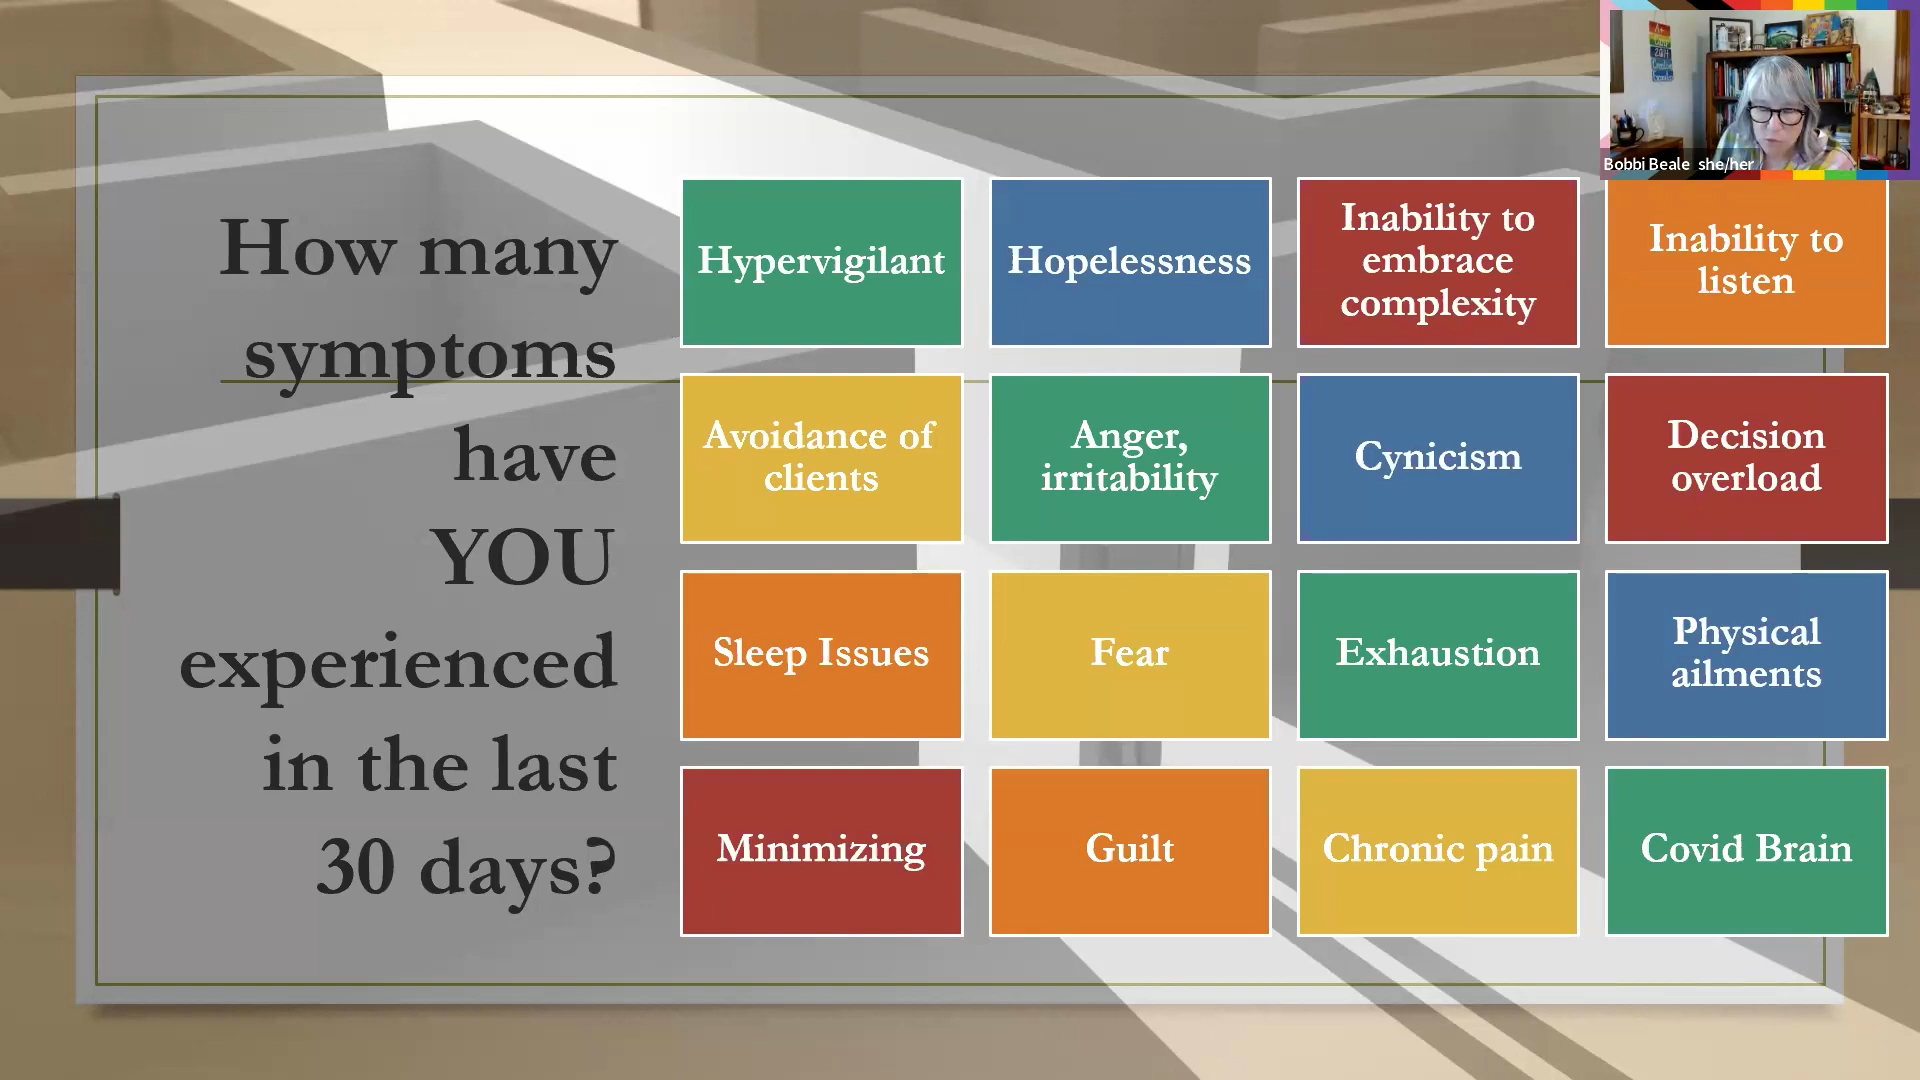 Bobbi Beale she/her
How many
symptoms
have
YOU
experienced
in the last
30 days?
Hypervigilant
Hopelessness
Inability to
embrace
complexity
Inability to
listen
Avoidance of
clients
Anger,
irritability
Cynicism
Decision
overload
Sleep Issues
Fear
Exhaustion
Physical
ailments
Minimizing
Guilt
Chronic pain
Covid Brain